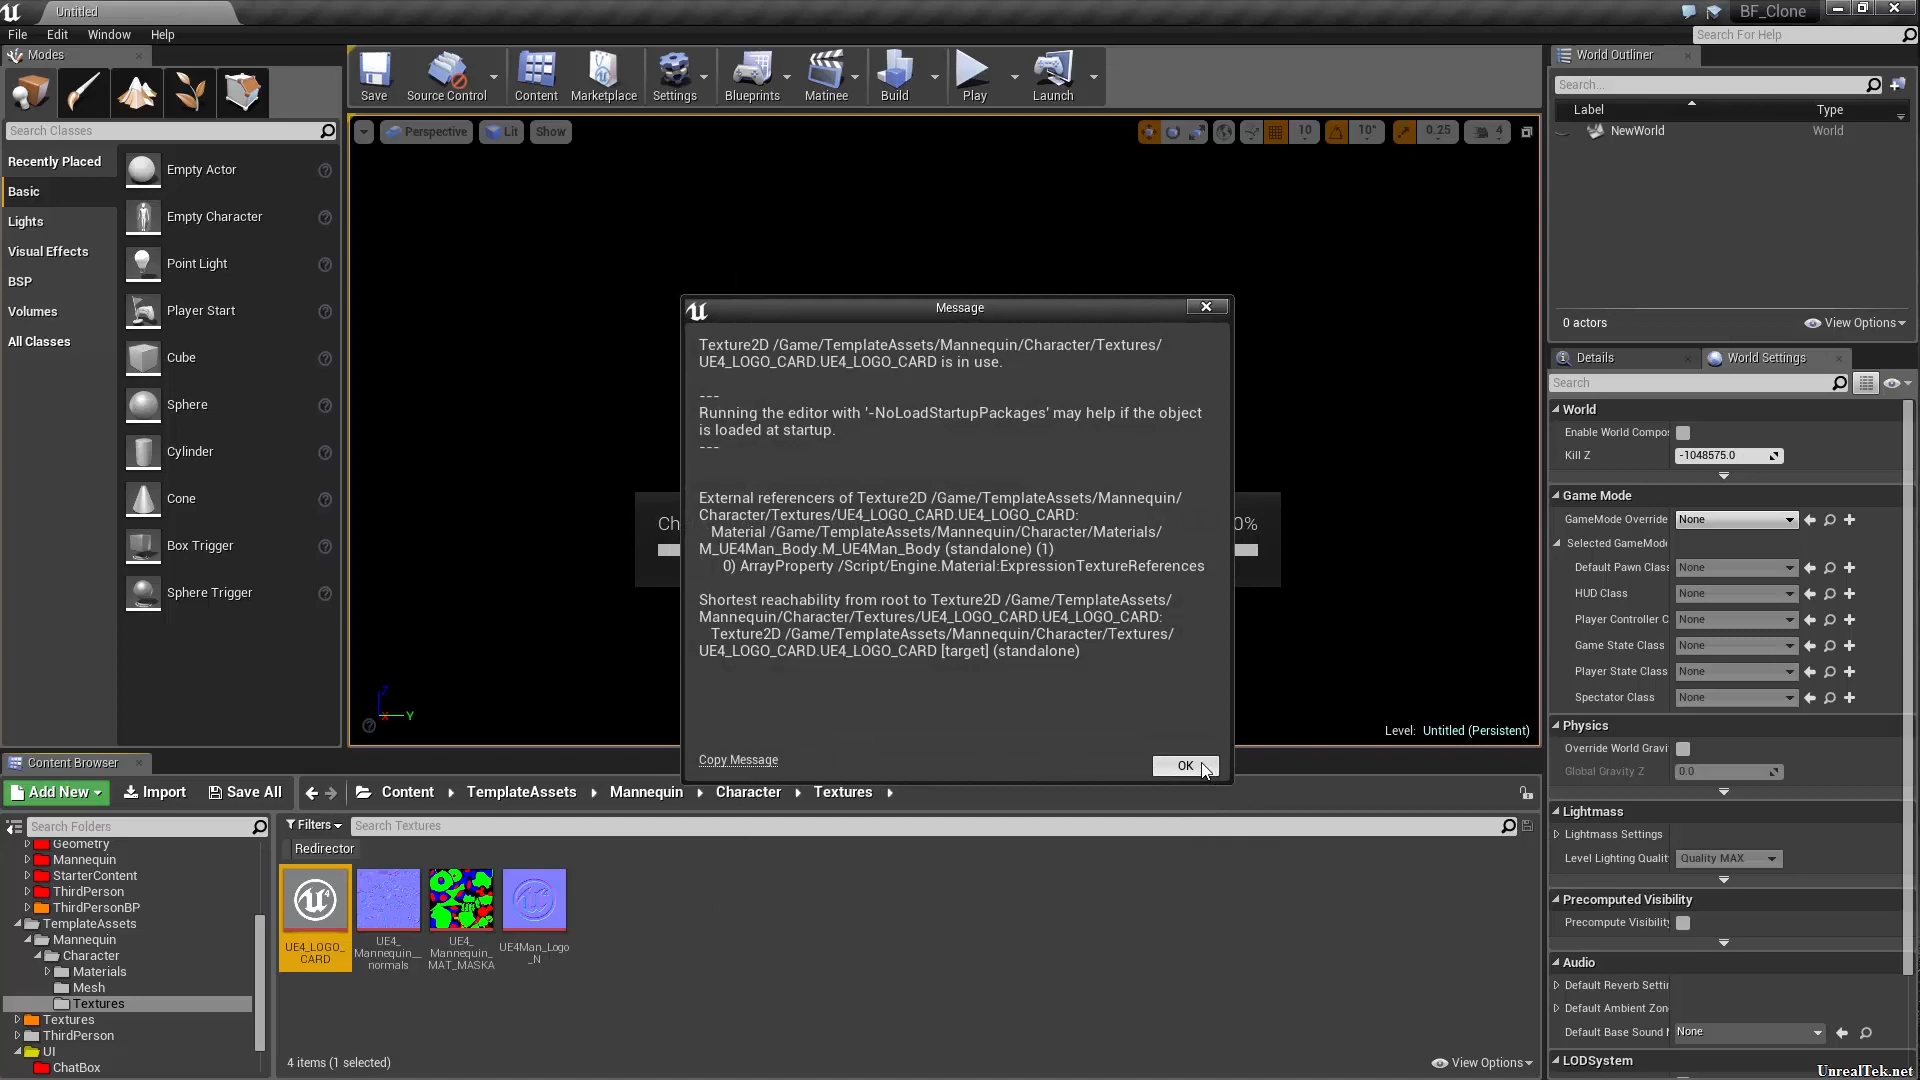 Untitled
BF_Clone
File Edit Window Help
Search For Help
Modes
Search Classes
Recently Placed
Basic
Lights
Visual Effects
BSP
Volumes
All Classes
Empty Actor
Empty Character
Point Light
Player Start
Cube
Sphere
Cylinder
Cone
Box Trigger
Sphere Trigger
Save
Source Control
Content
Marketplace
Settings
Blueprints
Matinee
Build
Play
Launch
Perspective
Lit
Show
10
10°
0.25
4
Message
Texture2D /Game/TemplateAssets/Mannequin/Character/Textures/
UE4_LOGO_CARD.UE4_LOGO_CARD is in use.
---
Running the editor with '-NoLoadStartupPackages' may help if the object
is loaded at startup.
---
External referencers of Texture2D /Game/TemplateAssets/Mannequin/
Character/Textures/UE4_LOGO_CARD.UE4_LOGO_CARD:
Material /Game/TemplateAssets/Mannequin/Character/Materials/
M_UE4Man_Body.M_UE4Man_Body (standalone) (1)
0) ArrayProperty /Script/Engine.Material:ExpressionTextureReferences
Shortest reachability from root to Texture2D /Game/TemplateAssets/
Mannequin/Character/Textures/UE4_LOGO_CARD.UE4_LOGO_CARD:
Texture2D /Game/TemplateAssets/Mannequin/Character/Textures/
UE4_LOGO_CARD.UE4_LOGO_CARD [target] (standalone)
Copy Message
OK
Ch
0%
Z
X
Y
Level: Untitled (Persistent)
World Outliner
Search...
Label Type
NewWorld World
0 actors
View Options
Details
World Settings
Search
World
Enable World Compos
Kill Z -1048575.0
Game Mode
GameMode Override None
Selected GameMode
Default Pawn Class None
HUD Class None
Player Controller C None
Game State Class None
Player State Class None
Spectator Class None
Physics
Override World Gravi
Global Gravity Z 0.0
Lightmass
Lightmass Settings
Level Lighting Qualit Quality MAX
Precomputed Visibility
Precompute Visibility
Audio
Default Reverb Settin
Default Ambient Zon
Default Base Sound M None
LODSystem
Content Browser
Add New
Import
Save All
Content
TemplateAssets
Mannequin
Character
Textures
Search Folders
Geometry
Mannequin
StarterContent
ThirdPerson
ThirdPersonBP
TemplateAssets
Mannequin
Character
Materials
Mesh
Textures
Textures
ThirdPerson
UI
ChatBox
Filters
Search Textures
Redirector
UE4_LOGO_
CARD
UE4_
Mannequin__
normals
UE4_
Mannequin_
MAT_MASKA
UE4Man_Logo
_N
4 items (1 selected)
View Options
UnrealTek.net